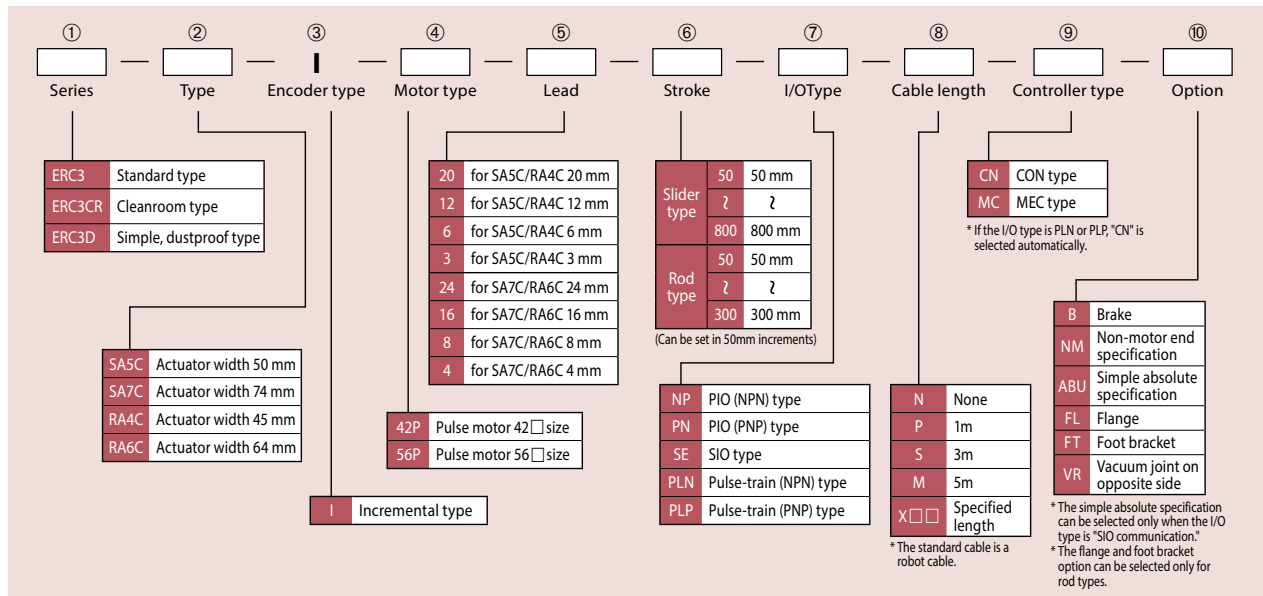 ① ② ③ ④ ⑤ ⑥ ⑦ ⑧ ⑨ ⑩
— — I — — — — — — —
Series Type Encoder type Motor type Lead Stroke I/OType Cable length Controller type Option
ERC3 Standard type
ERC3CR Cleanroom type
ERC3D Simple, dustproof type
SA5C Actuator width 50 mm
SA7C Actuator width 74 mm
RA4C Actuator width 45 mm
RA6C Actuator width 64 mm
I Incremental type
42P Pulse motor 42□size
56P Pulse motor 56□size
20 for SA5C/RA4C 20 mm
12 for SA5C/RA4C 12 mm
6 for SA5C/RA4C 6 mm
3 for SA5C/RA4C 3 mm
24 for SA7C/RA6C 24 mm
16 for SA7C/RA6C 16 mm
8 for SA7C/RA6C 8 mm
4 for SA7C/RA6C 4 mm
Slider type
50 50 mm
≀ ≀
800 800 mm
Rod type
50 50 mm
≀ ≀
300 300 mm
(Can be set in 50mm increments)
NP PIO (NPN) type
PN PIO (PNP) type
SE SIO type
PLN Pulse-train (NPN) type
PLP Pulse-train (PNP) type
N None
P 1m
S 3m
M 5m
X□□ Specified length
* The standard cable is a
robot cable.
CN CON type
MC MEC type
* If the I/O type is PLN or PLP, "CN" is
selected automatically.
B Brake
NM Non-motor end specification
ABU Simple absolute specification
FL Flange
FT Foot bracket
VR Vacuum joint on opposite side
* The simple absolute specification
can be selected only when the I/O
type is "SIO communication."
* The flange and foot bracket
option can be selected only for
rod types.